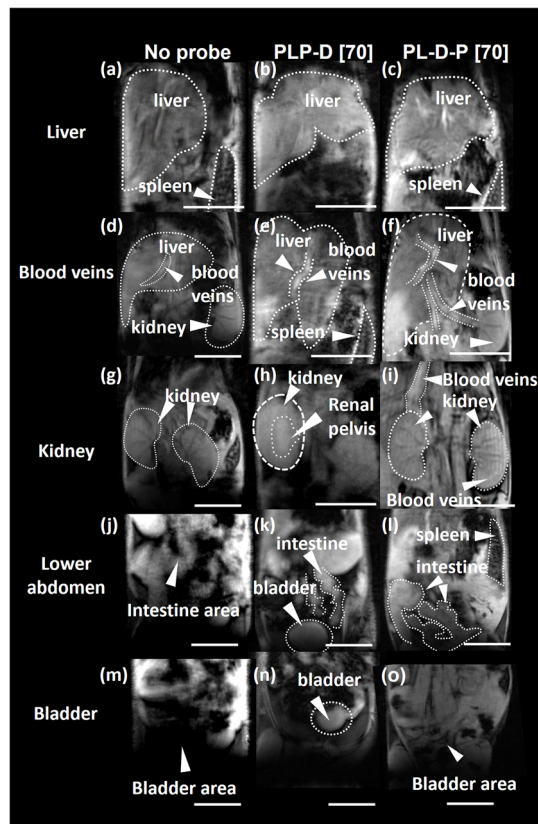 No probe PLP-D [70] PL-D-P [70]
(a) (b) (c)
liver liver liver
Liver
spleen spleen
(d) (e) (f)
liver liver liver
Blood veins
blood veins
blood veins
blood veins
kidney spleen kidney
(g) (h) (i)
kidney kidney Blood veins
kidney
Renal
pelvis
Kidney
Blood veins
(j) (k) (l)
spleen
intestine intestine
Lower
abdomen
bladder
Intestine area
(m) (n) (o)
bladder
Bladder
Bladder area Bladder area